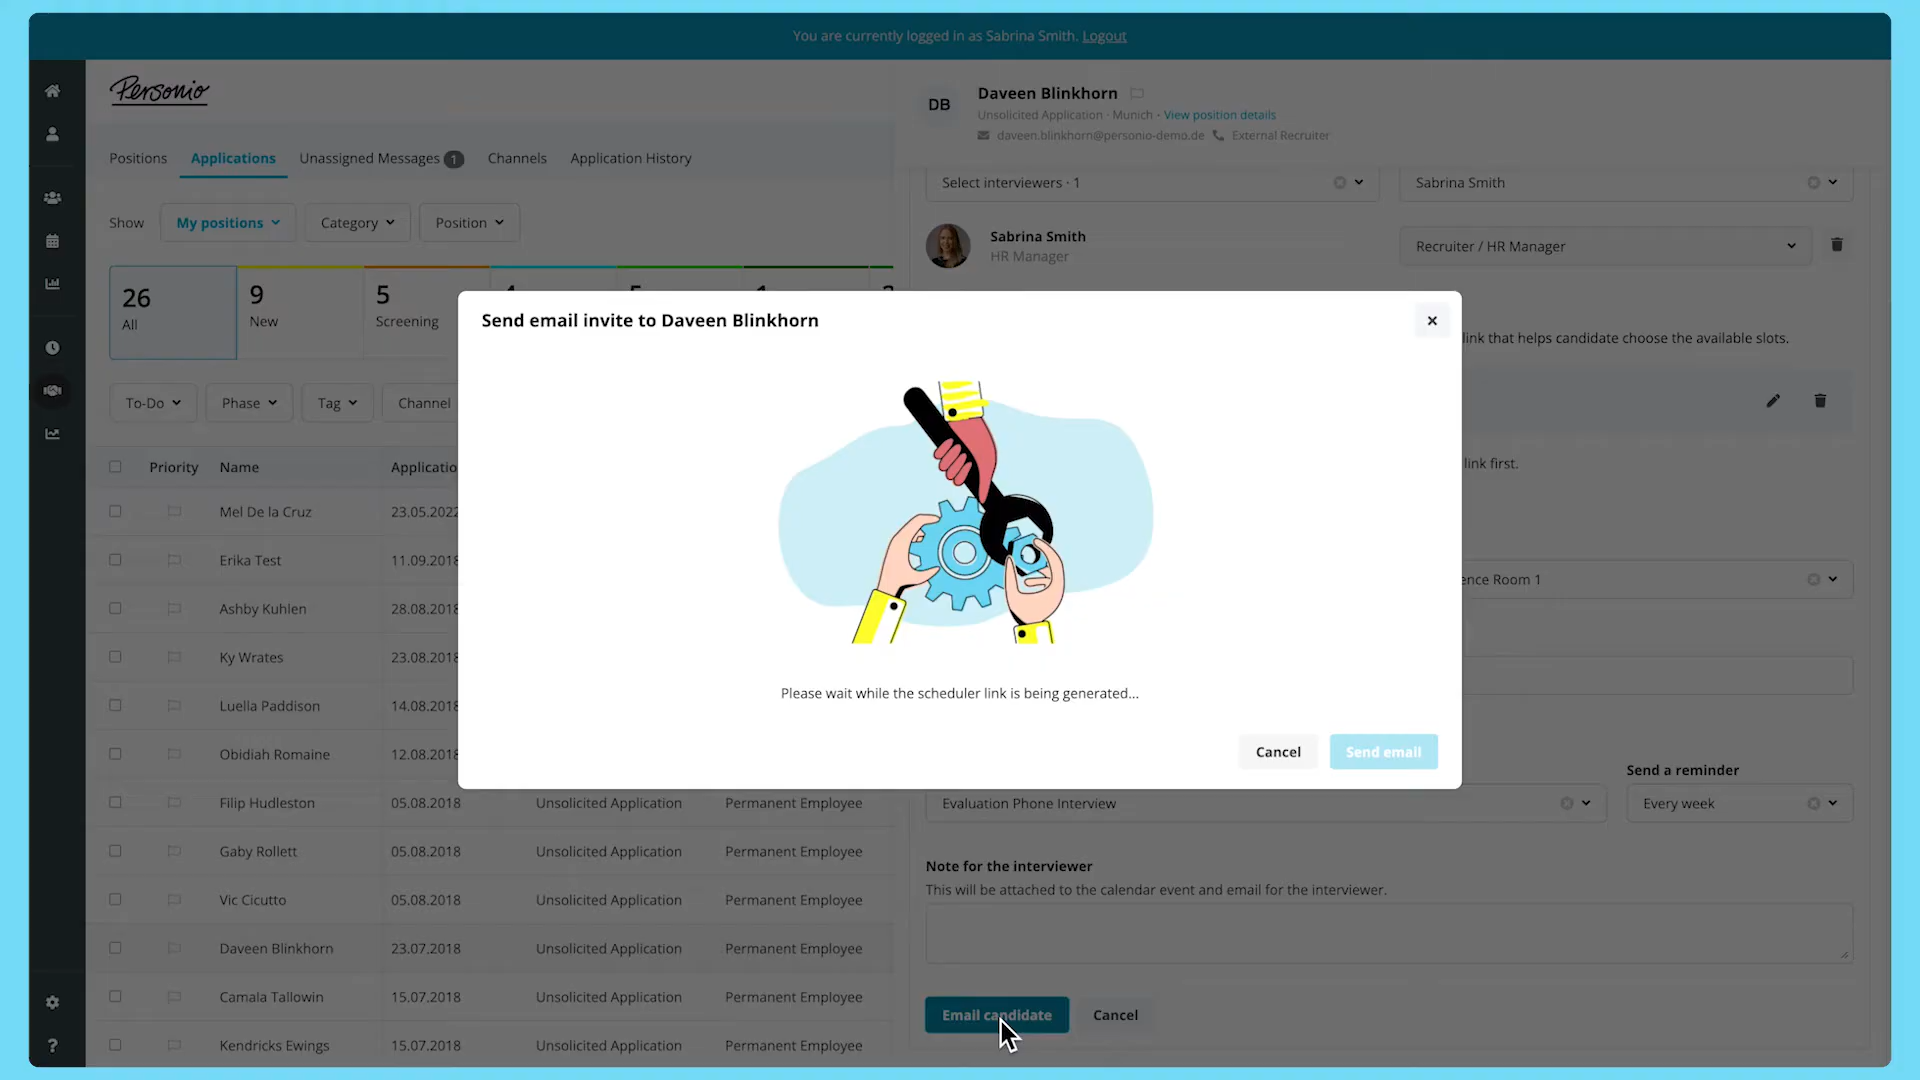 You are currently logged in as Sabrina Smith. Logout
Personio
Positions
Applications
Unassigned Messages 1
Channels
Application History
Show
My positions
Category
Position
26
All
9
New
5
Screening
To-Do
Phase
Tag
Channel
Priority
Name
Applicatio
Mel De la Cruz
23.05.2022
Erika Test
11.09.2018
Ashby Kuhlen
28.08.2018
Ky Wrates
23.08.2018
Luella Paddison
14.08.2018
Obidiah Romaine
12.08.2018
Filip Hudleston
05.08.2018
Unsolicited Application
Permanent Employee
Gaby Rollett
05.08.2018
Unsolicited Application
Permanent Employee
Vic Cicutto
05.08.2018
Unsolicited Application
Permanent Employee
Daveen Blinkhorn
23.07.2018
Unsolicited Application
Permanent Employee
Camala Tallowin
15.07.2018
Unsolicited Application
Permanent Employee
Kendricks Ewings
15.07.2018
Unsolicited Application
Permanent Employee
?
DB
Daveen Blinkhorn
Unsolicited Application · Munich · View position details
daveen.blinkhorn@personio-demo.de
External Recruiter
Select interviewers · 1
Sabrina Smith
Sabrina Smith
HR Manager
Recruiter / HR Manager
link that helps candidate choose the available slots.
link first.
ence Room 1
Send email invite to Daveen Blinkhorn
Please wait while the scheduler link is being generated...
Cancel
Send email
Send a reminder
Evaluation Phone Interview
Every week
Note for the interviewer
This will be attached to the calendar event and email for the interviewer.
Email candidate
Cancel